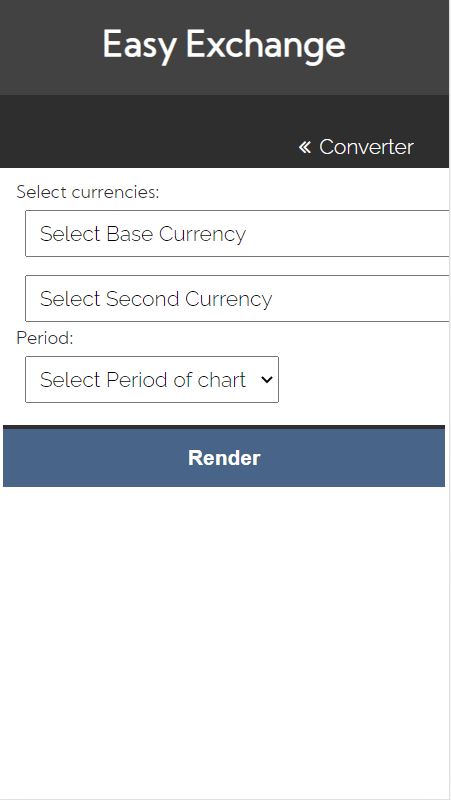 Easy Exchange
« Converter
Select currencies:
Select Base Currency
Select Second Currency
Period:
Select Period of chart
Render